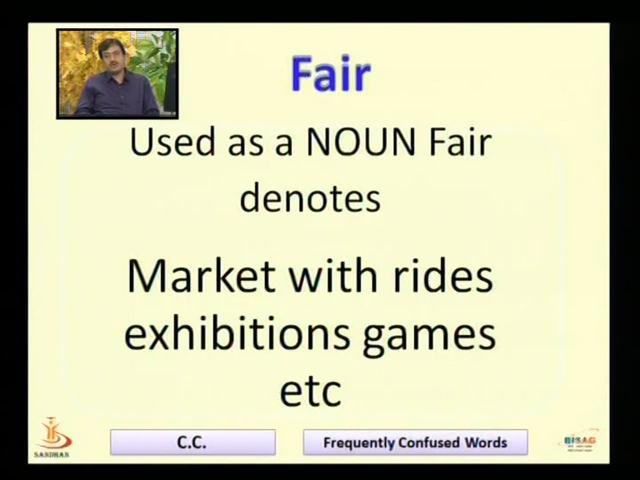 Fair
Used as a NOUN Fair
denotes
Market with rides
exhibitions games
etc
SANDHAN
C.C.
Frequently Confused Words
BISAG